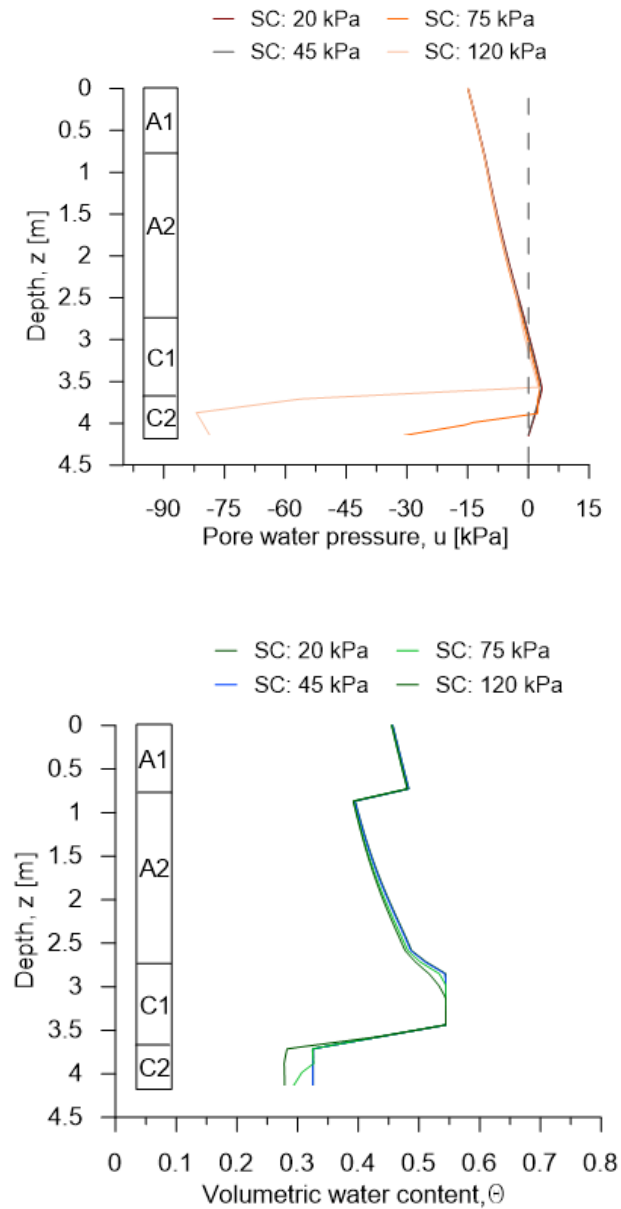 SC: 20 kPa SC: 75 kPa
SC: 45 kPa SC: 120 kPa
0
0.5
1
1.5
2
2.5
3
3.5
4
4.5
Depth, z [m]
A1
A2
C1
C2
-90 -75 -60 -45 -30 -15 0 15
Pore water pressure, u [kPa]
SC: 20 kPa SC: 75 kPa
SC: 45 kPa SC: 120 kPa
0
0.5
1
1.5
2
2.5
3
3.5
4
4.5
Depth, z [m]
A1
A2
C1
C2
0 0.1 0.2 0.3 0.4 0.5 0.6 0.7 0.8
Volumetric water content, Θ